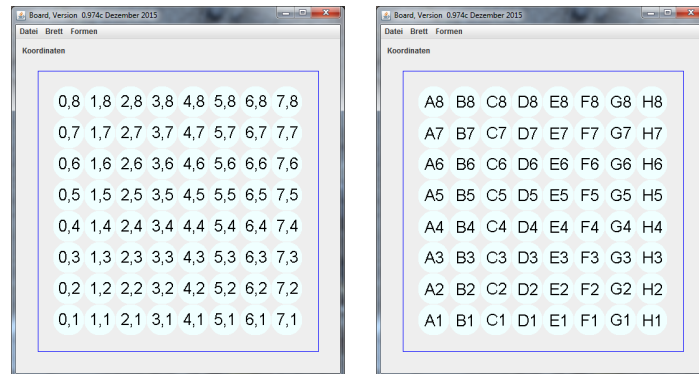 Board, Version 0.974c Dezember 2015
Datei Brett Formen
Koordinaten
0,8 1,8 2,8 3,8 4,8 5,8 6,8 7,8
0,7 1,7 2,7 3,7 4,7 5,7 6,7 7,7
0,6 1,6 2,6 3,6 4,6 5,6 6,6 7,6
0,5 1,5 2,5 3,5 4,5 5,5 6,5 7,5
0,4 1,4 2,4 3,4 4,4 5,4 6,4 7,4
0,3 1,3 2,3 3,3 4,3 5,3 6,3 7,3
0,2 1,2 2,2 3,2 4,2 5,2 6,2 7,2
0,1 1,1 2,1 3,1 4,1 5,1 6,1 7,1
Board, Version 0.974c Dezember 2015
Datei Brett Formen
Koordinaten
A8 B8 C8 D8 E8 F8 G8 H8
A7 B7 C7 D7 E7 F7 G7 H7
A6 B6 C6 D6 E6 F6 G6 H6
A5 B5 C5 D5 E5 F5 G5 H5
A4 B4 C4 D4 E4 F4 G4 H4
A3 B3 C3 D3 E3 F3 G3 H3
A2 B2 C2 D2 E2 F2 G2 H2
A1 B1 C1 D1 E1 F1 G1 H1